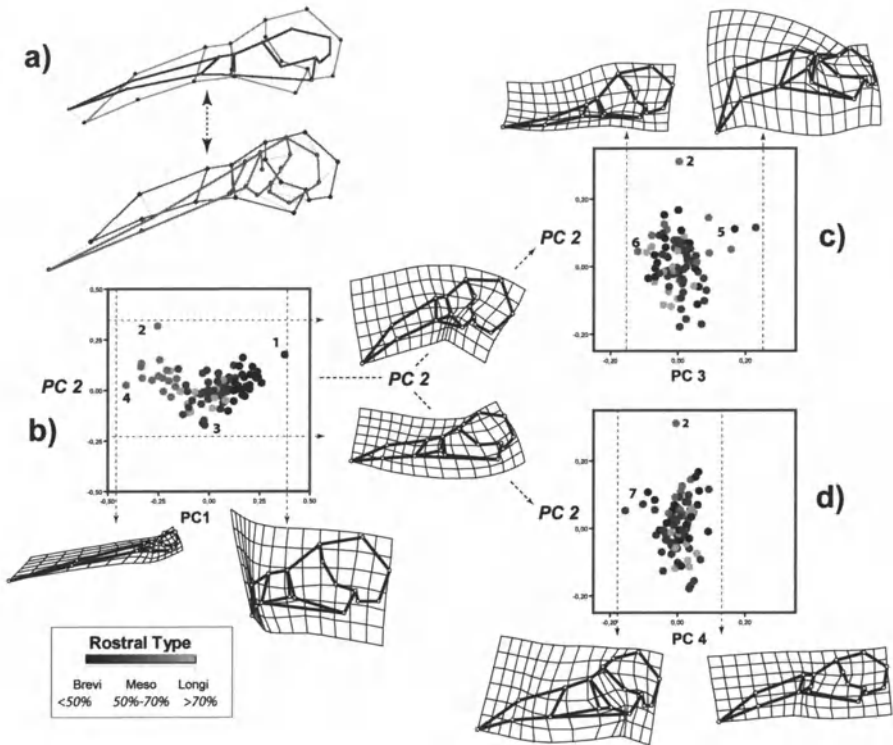 a)
b)
0,50
0,25
0,00
-0,25
-0,50
PC 2
2
1
4
3
-0,50
-0,25
0,00
0,25
0,50
PC1
PC 2
PC 2
c)
0,20
0,00
-0,20
2
6
5
-0,20
0,00
0,20
PC 3
PC 2
d)
0,20
0,00
-0,20
2
7
-0,20
0,00
0,20
PC 4
Rostral Type
Brevi Meso Longi
<50% 50%-70% >70%